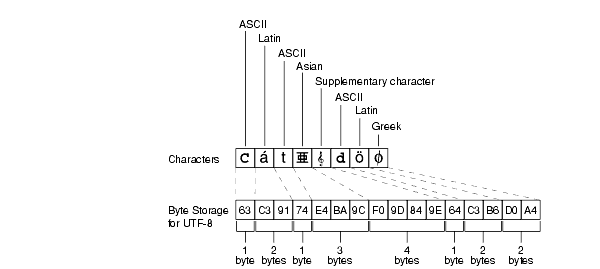 ASCII
Latin
ASCII
Asian
Supplementary character
ASCII
Latin
Greek
Characters c á t 亜 𝄞 d ö ϕ
Byte Storage 63 C3 91 74 E4 BA 9C F0 9D 84 9E 64 C3 B6 D0 A4
for UTF-8
1 2 1 3 4 1 2 2
byte bytes byte bytes bytes byte bytes bytes